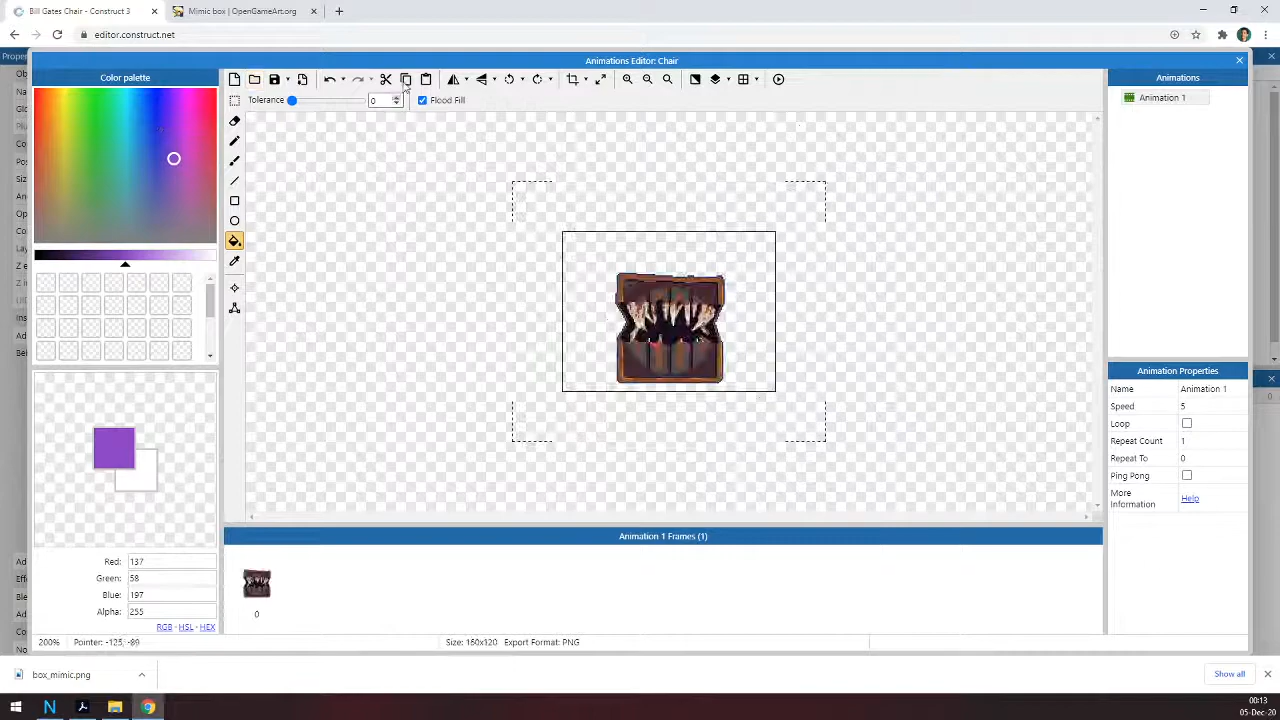 Bill Gates Chair - Construct 3
Mimic box | OpenGameArt.org
editor.construct.net
Animations Editor: Chair
Color palette
Tolerance
0
Flood Fill
Animations
Animation 1
Animation Properties
Name Animation 1
Speed 5
Loop
Repeat Count 1
Repeat To 0
Ping Pong
More Information Help
Animation 1 Frames (1)
0
Red: 137
Green: 58
Blue: 197
Alpha: 255
RGB - HSL - HEX
200% Pointer: -125, -89
Size: 160x120 Export Format: PNG
box_mimic.png
Show all
00:13
05-Dec-20